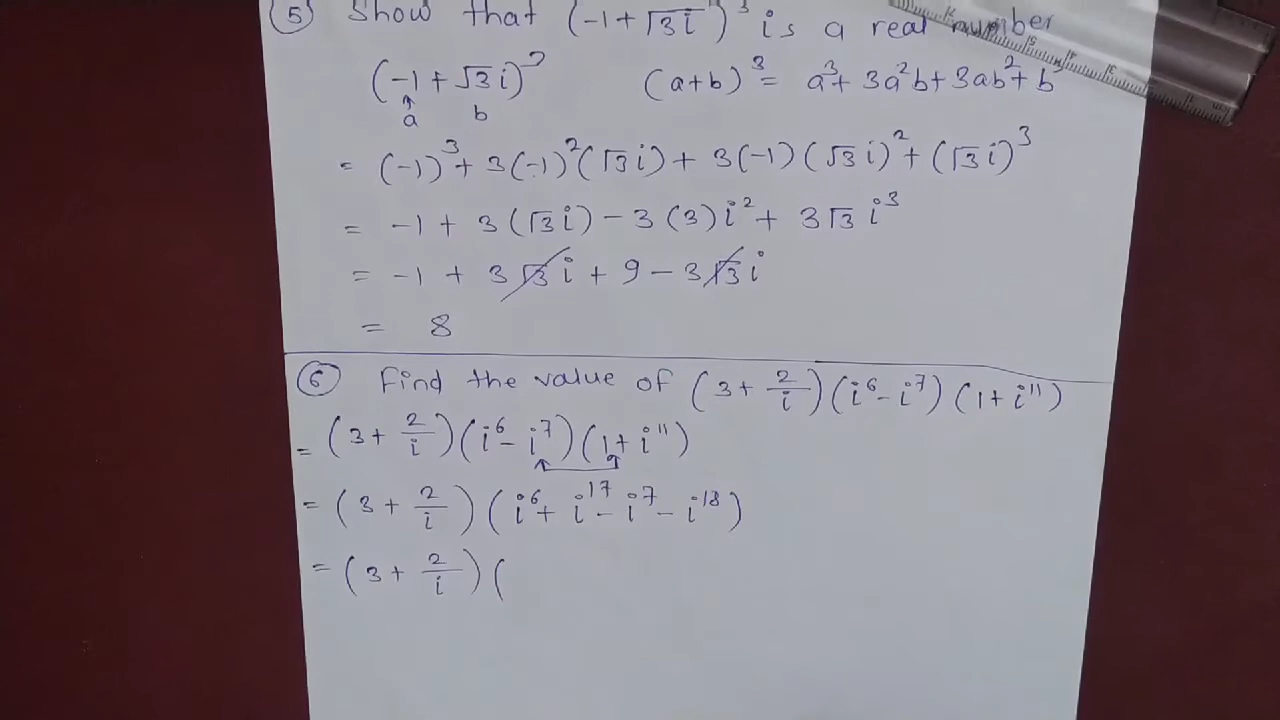 (5) Show that (-1 + √3i)³ is a real number
(-1 + √3i)³ (a+b)³ = a³ + 3a²b + 3ab² + b³
a b
= (-1)³ + 3(-1)²(√3i) + 3(-1)(√3i)² + (√3i)³
= -1 + 3(√3i) - 3(3)i² + 3√3 i³
= -1 + 3√3i + 9 - 3√3i
= 8
(6) Find the value of (3 + 2/i)(i⁶ - i⁷)(1 + i¹¹)
= (3 + 2/i)(i⁶ - i⁷)(1 + i¹¹)
= (3 + 2/i)(i⁶ + i¹⁷ - i⁷ - i¹⁸)
= (3 + 2/i)(